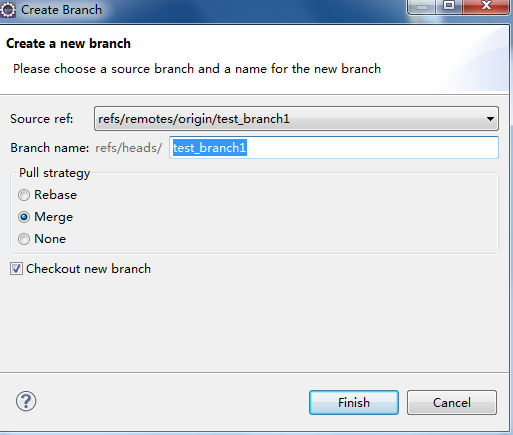 Create Branch
Create a new branch
Please choose a source branch and a name for the new branch
Source ref: refs/remotes/origin/test_branch1
Branch name: refs/heads/ test_branch1
Pull strategy
Rebase
Merge
None
Checkout new branch
Finish Cancel